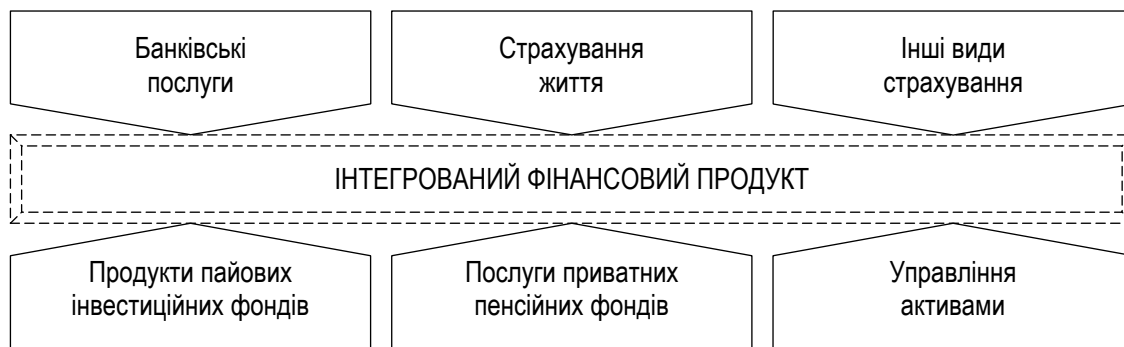 Банківські
послуги
Страхування
життя
Інші види
страхування
ІНТЕГРОВАНИЙ ФІНАНСОВИЙ ПРОДУКТ
Продукти пайових
інвестиційних фондів
Послуги приватних
пенсійних фондів
Управління
активами